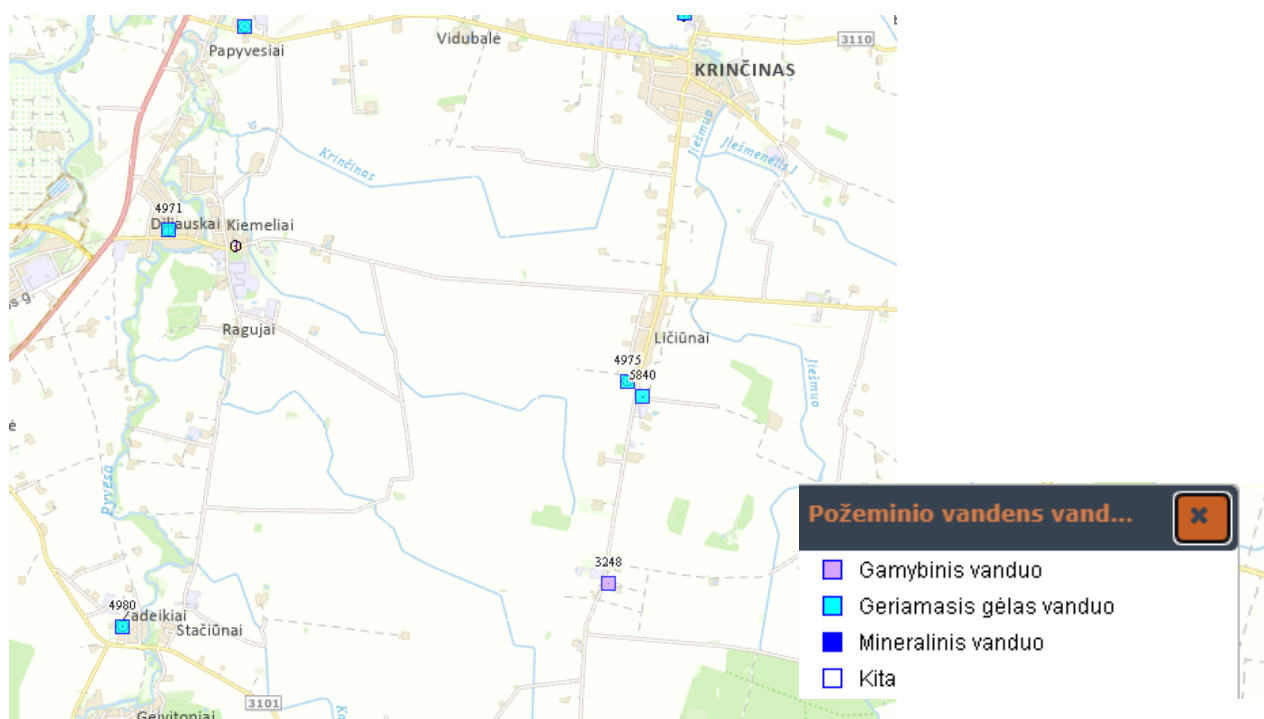 Papyvesiai
Vidubalė
3110
KRINČINAS
Jiešmuo
Jiešmenėlis I
Krinčinas
4971
Diliauskai
Kiemeliai
g.
Ragujai
Ličiūnai
4975
5840
Jiešmuo
ė
Pyvesa
3248
4980
Žadeikiai
Stačiūnai
3101
Geivitoniai
Požeminio vandens vand...
Gamybinis vanduo
Geriamasis gėlas vanduo
Mineralinis vanduo
Kita